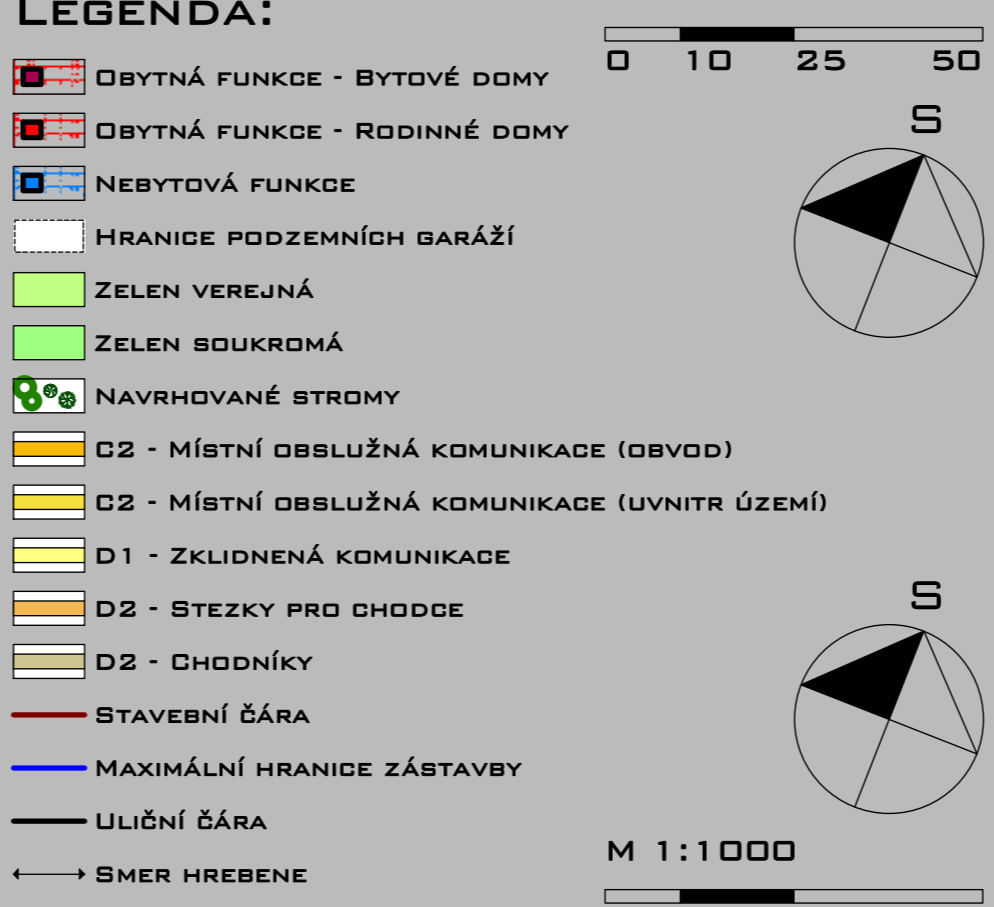 LEGENDA:
OBYTNÁ FUNKCE - BYTOVÉ DOMY
OBYTNÁ FUNKCE - RODINNÉ DOMY
NEBYTOVÁ FUNKCE
HRANICE PODZEMNÍCH GARÁŽÍ
ZELEN VEREJNÁ
ZELEN SOUKROMÁ
NAVRHOVANÉ STROMY
C2 - MÍSTNÍ OBSLUŽNÁ KOMUNIKACE (OBVOD)
C2 - MÍSTNÍ OBSLUŽNÁ KOMUNIKACE (UVNITR ÚZEMÍ)
D1 - ZKLIDNENÁ KOMUNIKACE
D2 - STEZKY PRO CHODCE
D2 - CHODNÍKY
STAVEBNÍ ČÁRA
MAXIMÁLNÍ HRANICE ZÁSTAVBY
ULIČNÍ ČÁRA
SMER HREBENE
0 10 25 50
S
S
M 1:1000